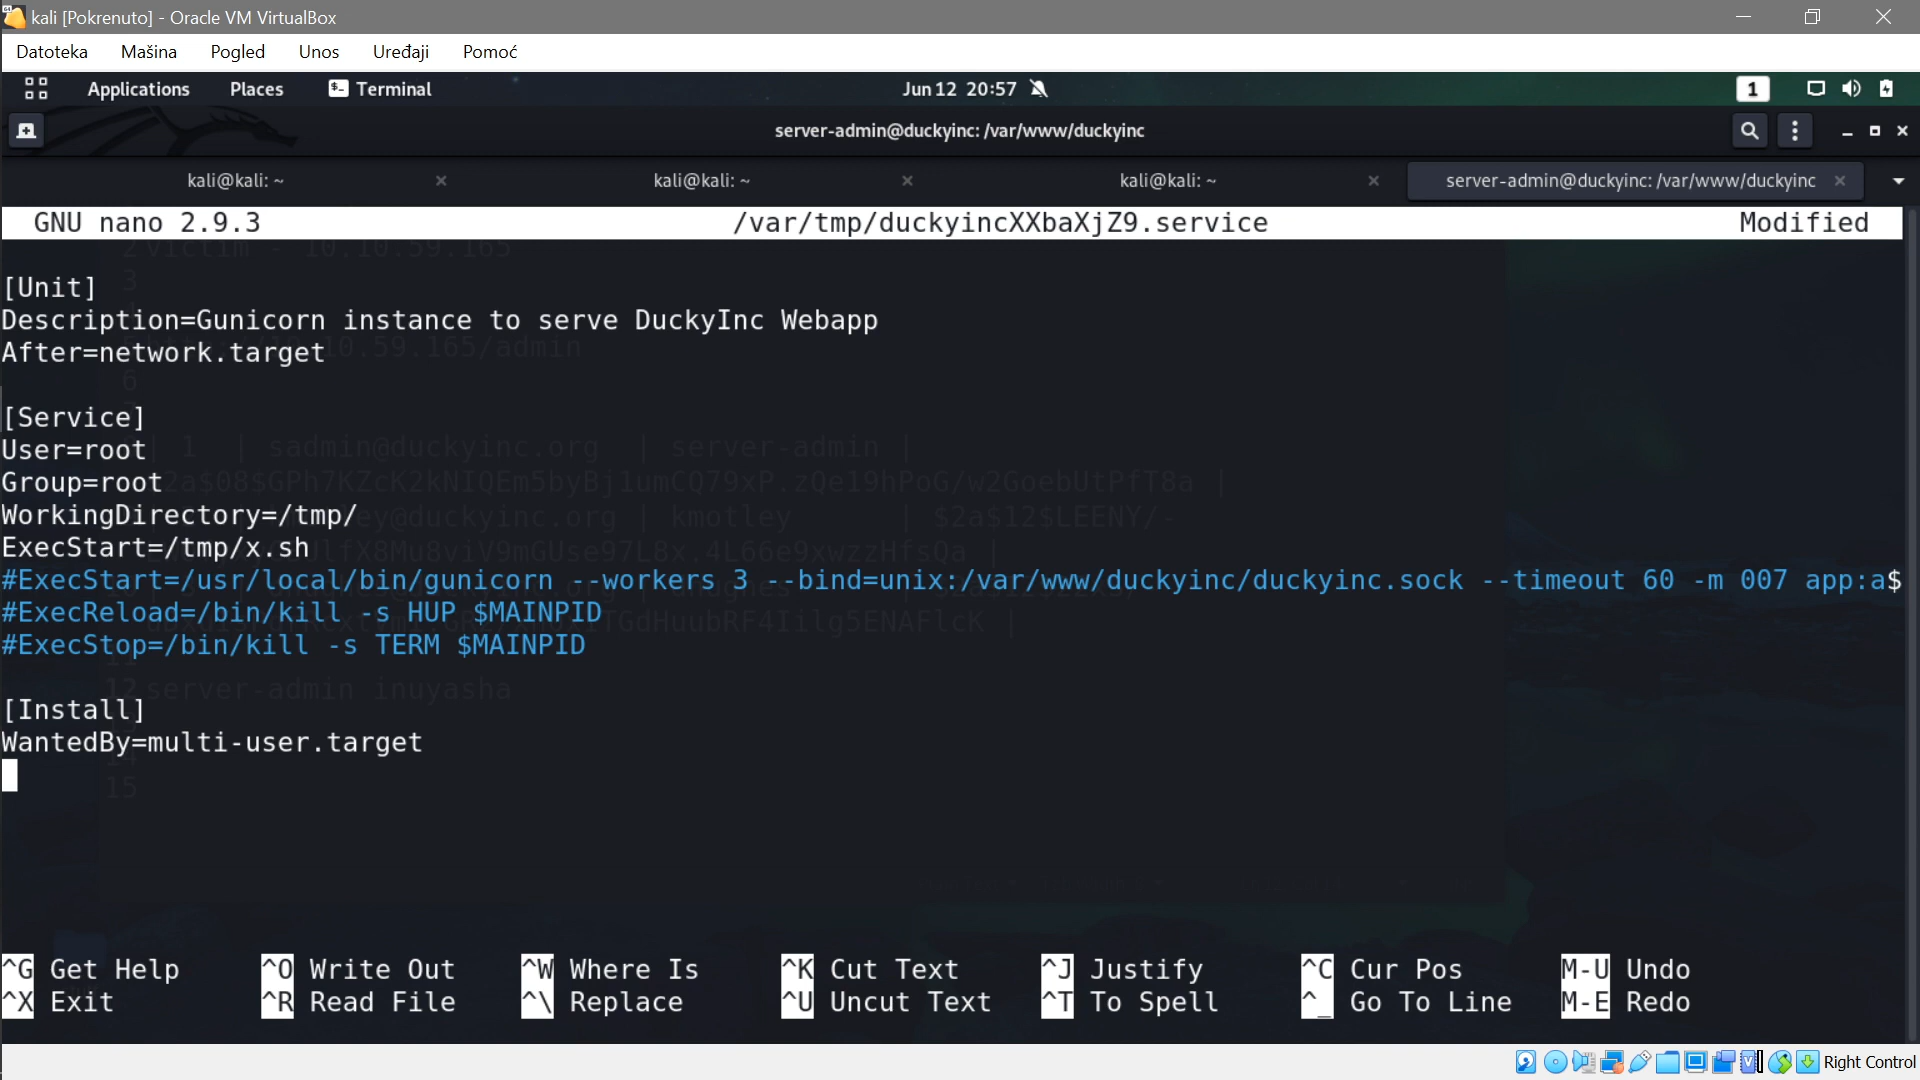 kali [Pokrenuto] - Oracle VM VirtualBox
Datoteka Mašina Pogled Unos Uređaji Pomoć
Applications Places Terminal Jun 12 20:57 1
server-admin@duckyinc: /var/www/duckyinc
kali@kali: ~ kali@kali: ~ kali@kali: ~ server-admin@duckyinc: /var/www/duckyinc
GNU nano 2.9.3 /var/tmp/duckyincXXbaXjZ9.service Modified
[Unit]
Description=Gunicorn instance to serve DuckyInc Webapp
After=network.target
[Service]
User=root
Group=root
WorkingDirectory=/tmp/
ExecStart=/tmp/x.sh
#ExecStart=/usr/local/bin/gunicorn --workers 3 --bind=unix:/var/www/duckyinc/duckyinc.sock --timeout 60 -m 007 app:a$
#ExecReload=/bin/kill -s HUP $MAINPID
#ExecStop=/bin/kill -s TERM $MAINPID
12 server-admin inuyasha
[Install]
WantedBy=multi-user.target
15
^G Get Help ^O Write Out ^W Where Is ^K Cut Text ^J Justify ^C Cur Pos M-U Undo
^X Exit ^R Read File ^\ Replace ^U Uncut Text ^T To Spell ^_ Go To Line M-E Redo
Right Control